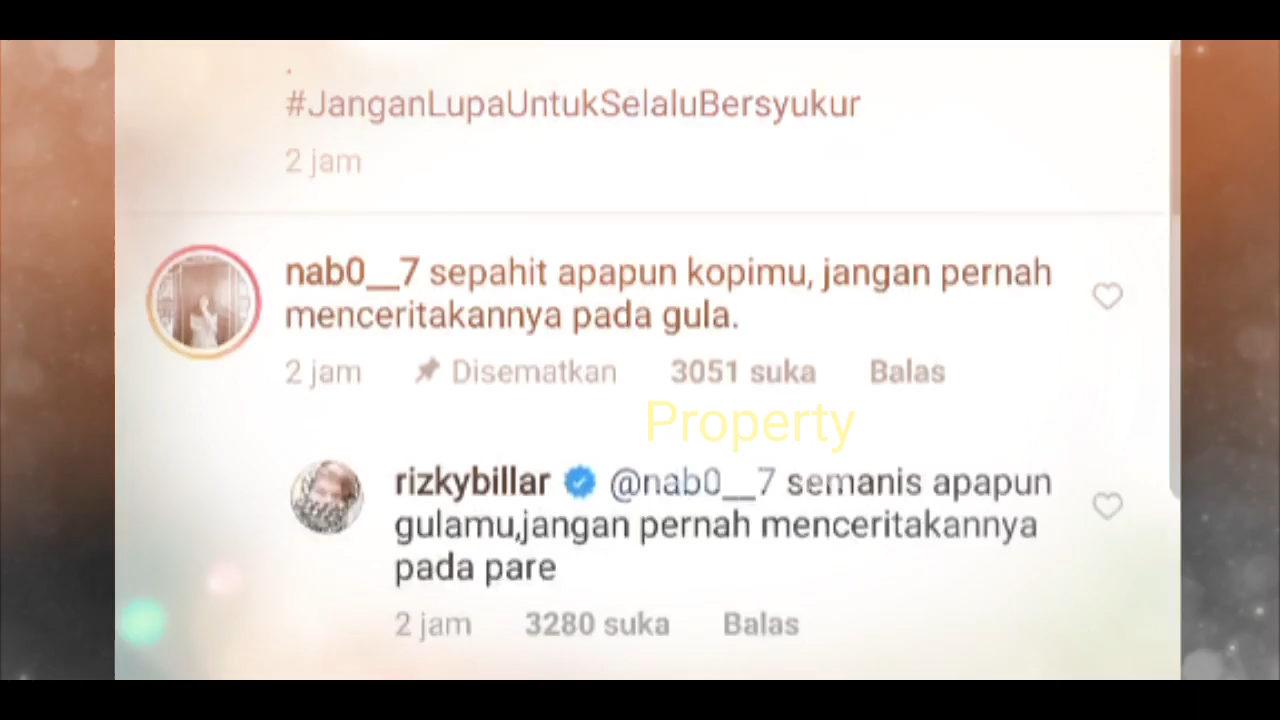 #JanganLupaUntukSelaluBersyukur
2 jam
nab0__7 sepahit apapun kopimu, jangan pernah
menceritakannya pada gula.
2 jam Disematkan 3051 suka Balas
Property
rizkybillar @nab0__7 semanis apapun
gulamu,jangan pernah menceritakannya
pada pare
2 jam 3280 suka Balas